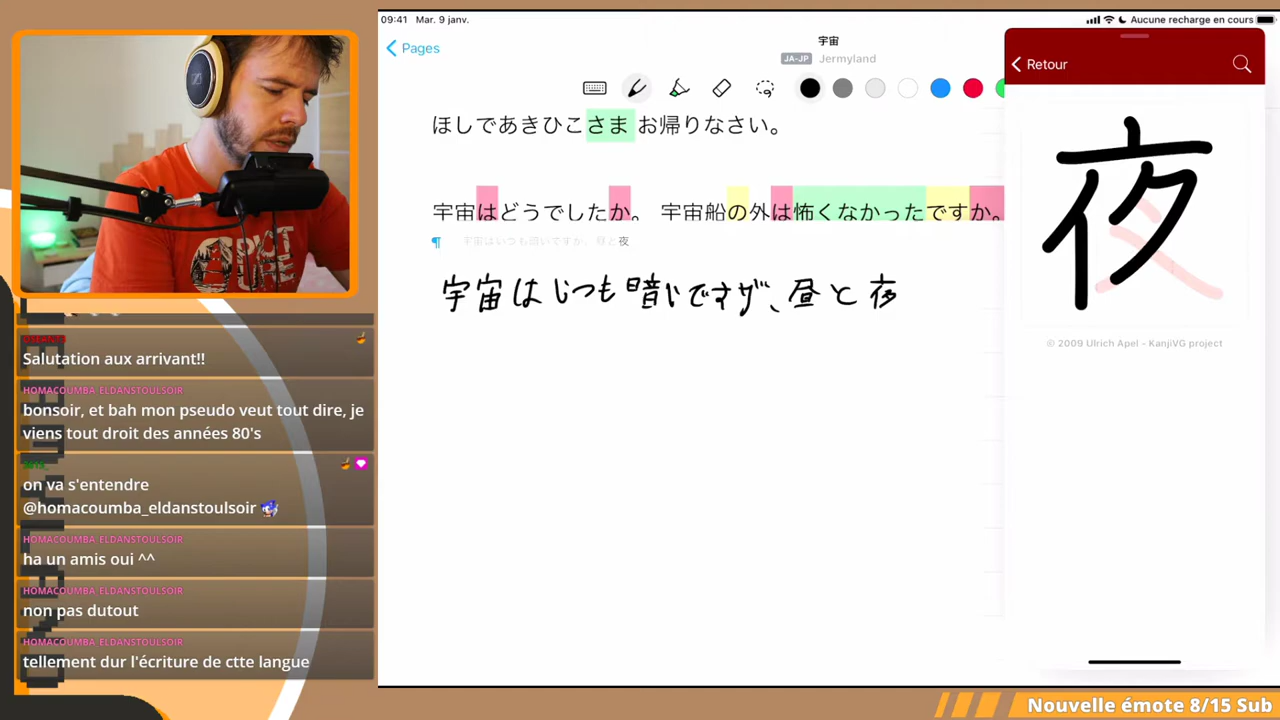 09:41 Mar. 9 janv.
Aucune recharge en cours
Pages
宇宙
JA-JP Jermyland
Retour
ほしであきひこさまお帰りなさい。
宇宙はどうでしたか。 宇宙船の外は怖くなかったですか。
宇宙はいつも暗いですが、昼と夜
宇宙はいつも暗いですが、昼と夜
夜
© 2009 Ulrich Apel - KanjiVG project
Salutation aux arrivant!!
HOMACOUMBA_ELDANSTOULSOIR
bonsoir, et bah mon pseudo veut tout dire, je
viens tout droit des années 80's
on va s'entendre
@homacoumba_eldanstoulsoir
HOMACOUMBA_ELDANSTOULSOIR
ha un amis oui ^^
HOMACOUMBA_ELDANSTOULSOIR
non pas dutout
HOMACOUMBA_ELDANSTOULSOIR
tellement dur l'écriture de ctte langue
Nouvelle émote 8/15 Sub